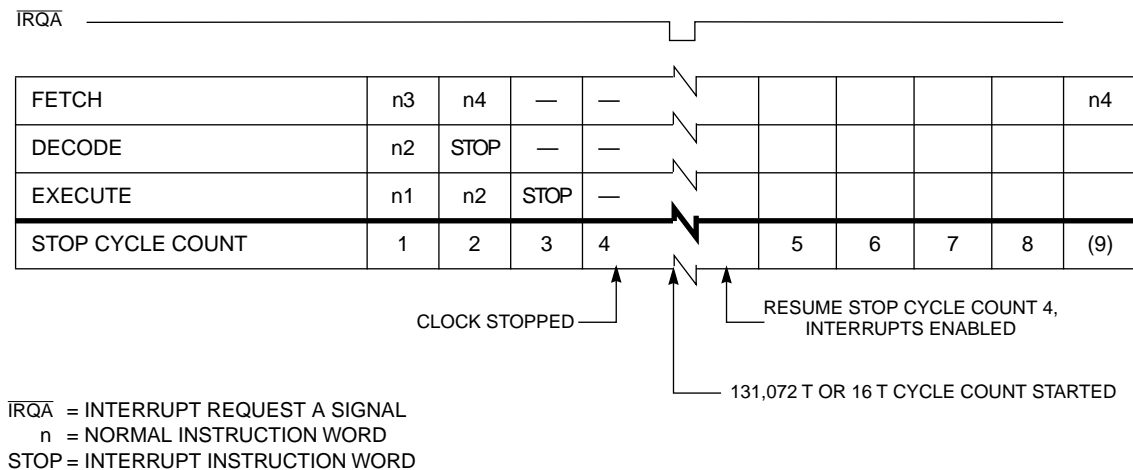 IRQA
FETCH n3 n4 — — n4
DECODE n2 STOP — —
EXECUTE n1 n2 STOP —
STOP CYCLE COUNT 1 2 3 4 5 6 7 8 (9)
CLOCK STOPPED
RESUME STOP CYCLE COUNT 4,
INTERRUPTS ENABLED
131,072 T OR 16 T CYCLE COUNT STARTED
IRQA = INTERRUPT REQUEST A SIGNAL
n = NORMAL INSTRUCTION WORD
STOP = INTERRUPT INSTRUCTION WORD